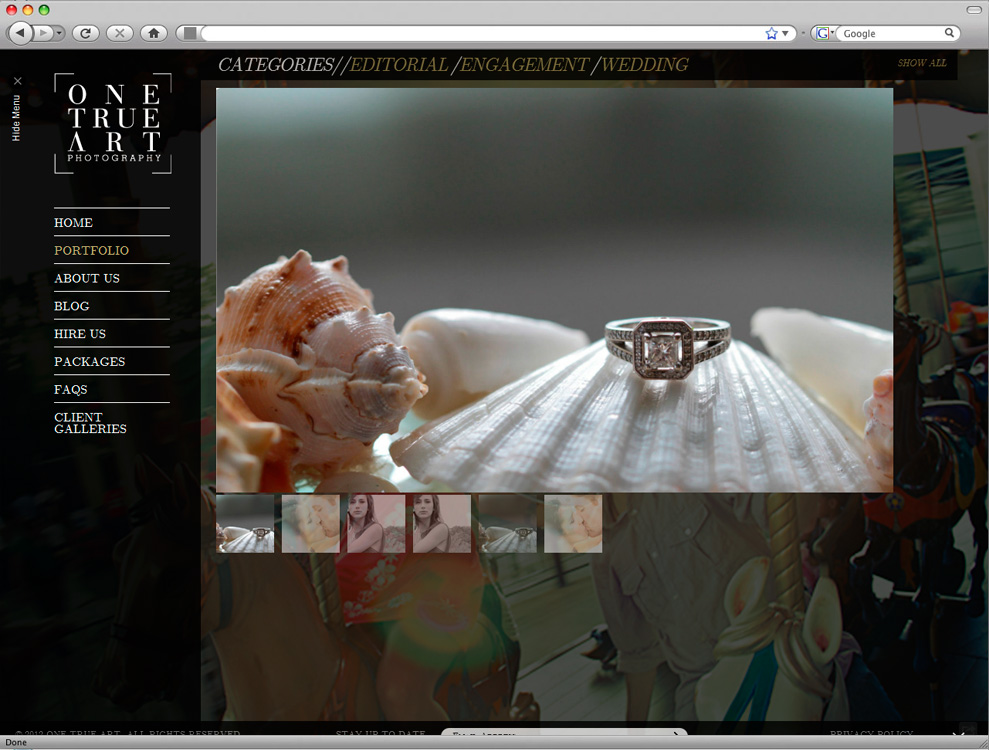 Google
CATEGORIES//EDITORIAL /ENGAGEMENT /WEDDING
SHOW ALL
Hide Menu
ONE
TRUE
ART
PHOTOGRAPHY
HOME
PORTFOLIO
ABOUT US
BLOG
HIRE US
PACKAGES
FAQS
CLIENT
GALLERIES
© 2012 ONE TRUE ART. ALL RIGHTS RESERVED
STAY UP TO DATE
PRIVACY POLICY
Done